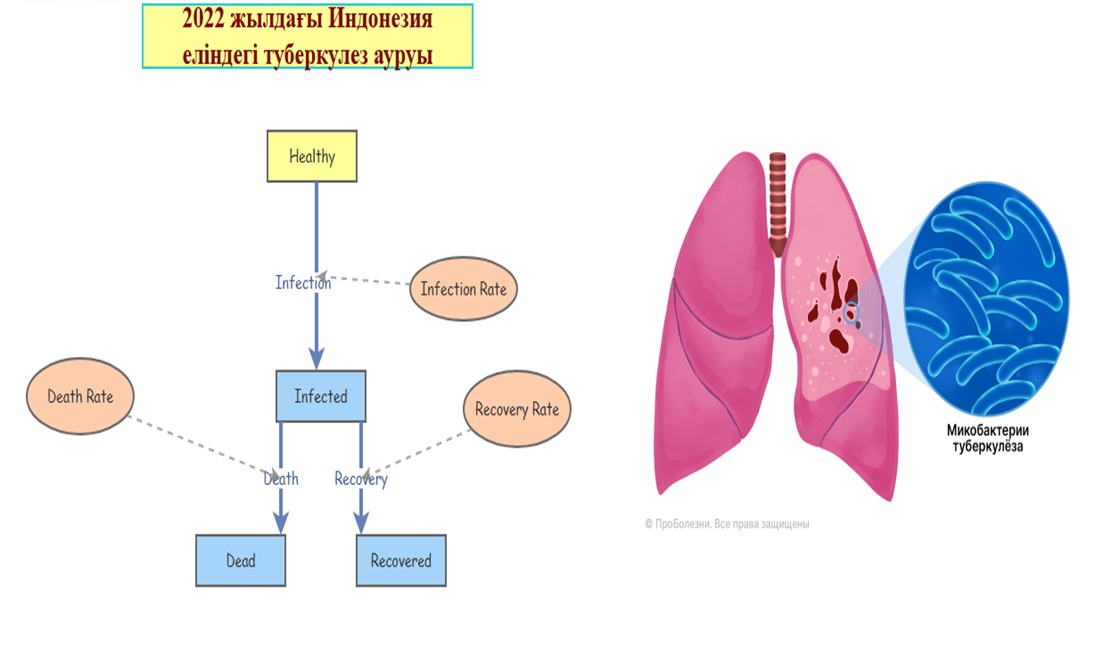 2022 жылдағы Индонезия
еліндегі туберкулез ауруы
Healthy
Infection
Infection Rate
Death Rate
Infected
Recovery Rate
Death
Recovery
Dead
Recovered
Микобактерии
туберкулёза
© ПроБолезни. Все права защищены